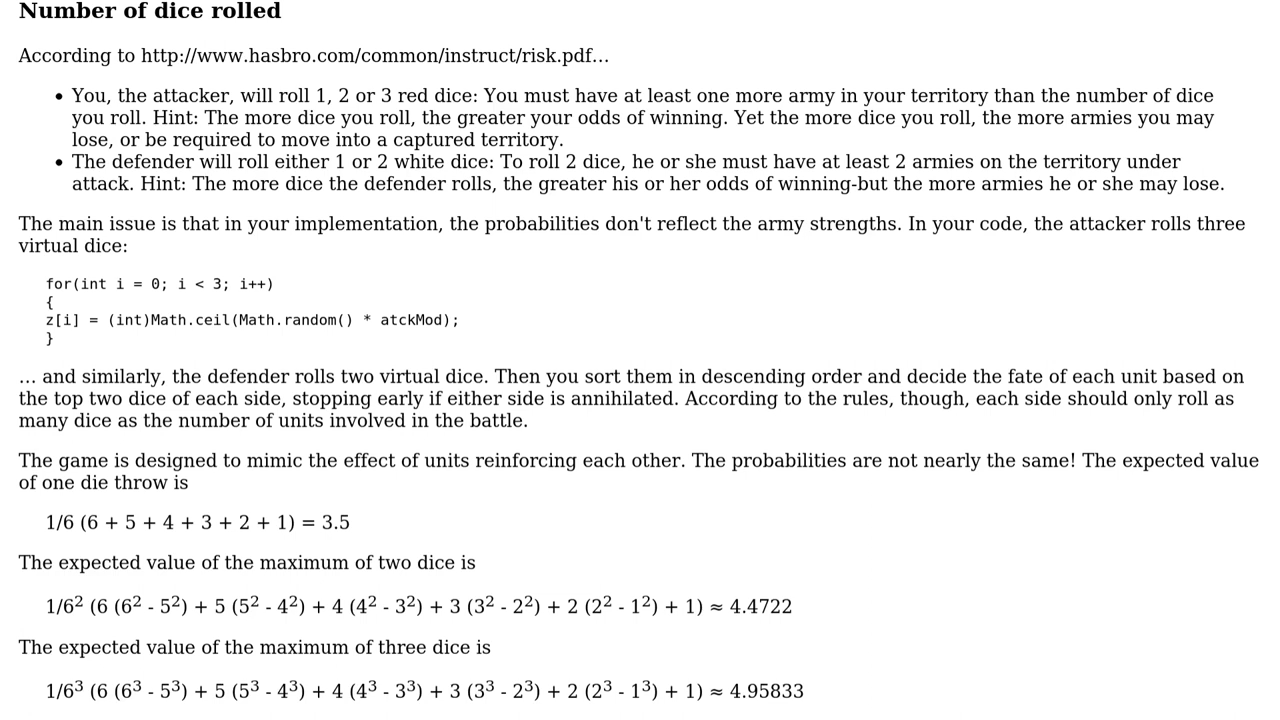 Number of dice rolled
According to http://www.hasbro.com/common/instruct/risk.pdf...
• You, the attacker, will roll 1, 2 or 3 red dice: You must have at least one more army in your territory than the number of dice
you roll. Hint: The more dice you roll, the greater your odds of winning. Yet the more dice you roll, the more armies you may
lose, or be required to move into a captured territory.
• The defender will roll either 1 or 2 white dice: To roll 2 dice, he or she must have at least 2 armies on the territory under
attack. Hint: The more dice the defender rolls, the greater his or her odds of winning-but the more armies he or she may lose.
The main issue is that in your implementation, the probabilities don't reflect the army strengths. In your code, the attacker rolls three
virtual dice:
for(int i = 0; i < 3; i++)
{
z[i] = (int)Math.ceil(Math.random() * atckMod);
}
... and similarly, the defender rolls two virtual dice. Then you sort them in descending order and decide the fate of each unit based on
the top two dice of each side, stopping early if either side is annihilated. According to the rules, though, each side should only roll as
many dice as the number of units involved in the battle.
The game is designed to mimic the effect of units reinforcing each other. The probabilities are not nearly the same! The expected value
of one die throw is
1/6 (6 + 5 + 4 + 3 + 2 + 1) = 3.5
The expected value of the maximum of two dice is
1/6² (6 (6² - 5²) + 5 (5² - 4²) + 4 (4² - 3²) + 3 (3² - 2²) + 2 (2² - 1²) + 1) ≈ 4.4722
The expected value of the maximum of three dice is
1/6³ (6 (6³ - 5³) + 5 (5³ - 4³) + 4 (4³ - 3³) + 3 (3³ - 2³) + 2 (2³ - 1³) + 1) ≈ 4.95833